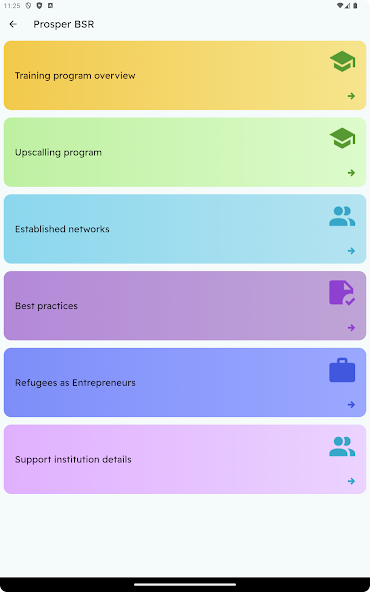 11:25
Prosper BSR
Training program overview
Upscalling program
Established networks
Best practices
Refugees as Entrepreneurs
Support institution details